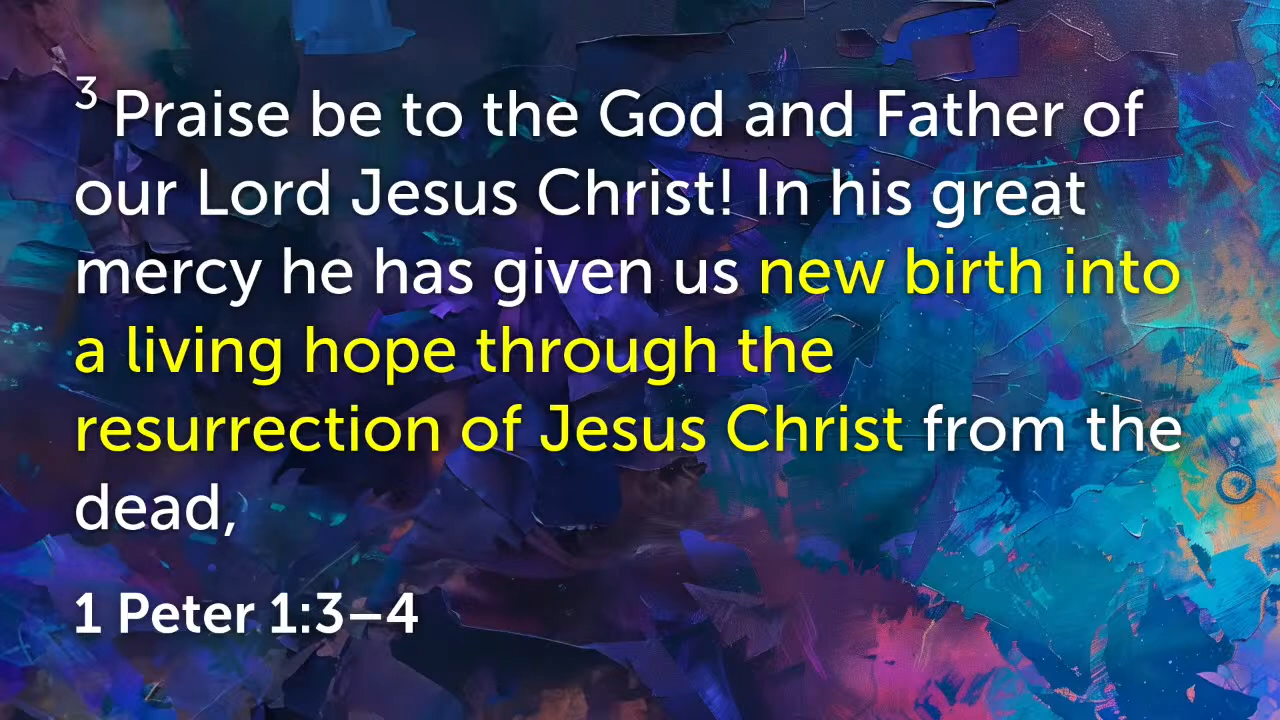 3 Praise be to the God and Father of
our Lord Jesus Christ! In his great
mercy he has given us new birth into
a living hope through the
resurrection of Jesus Christ from the
dead,
1 Peter 1:3–4